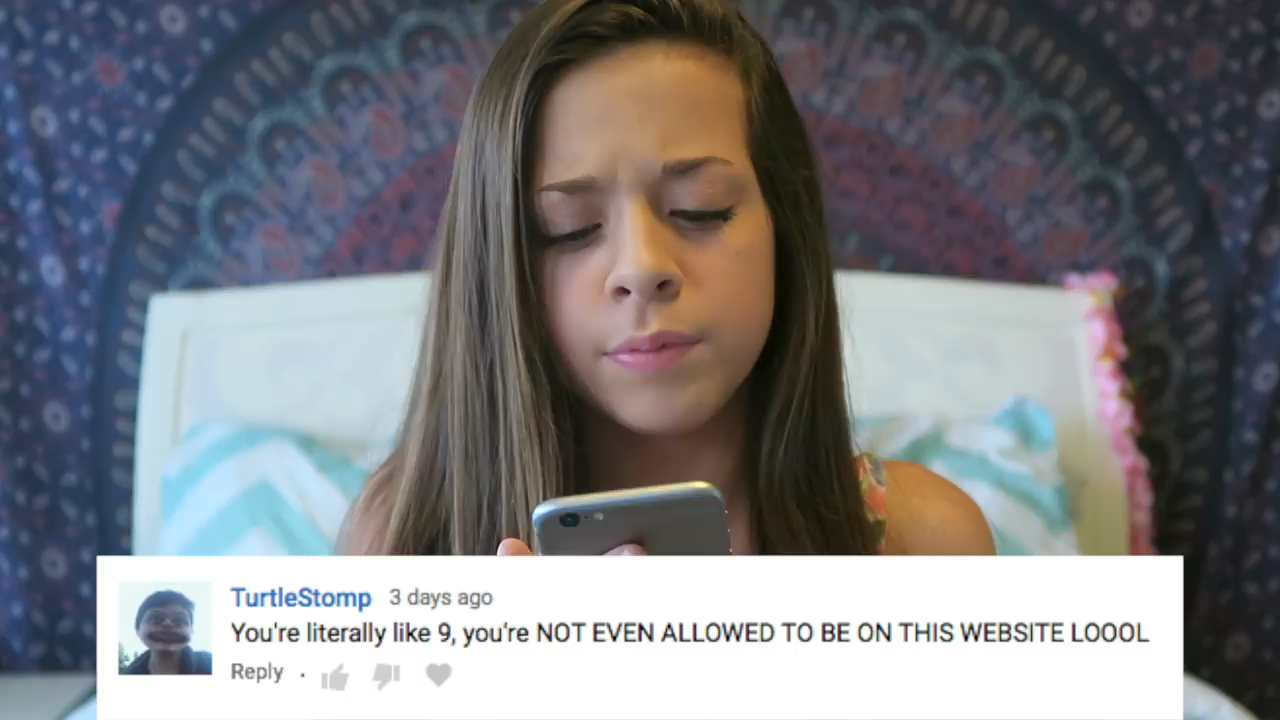 TurtleStomp 3 days ago
You're literally like 9, you're NOT EVEN ALLOWED TO BE ON THIS WEBSITE LOOOL
Reply